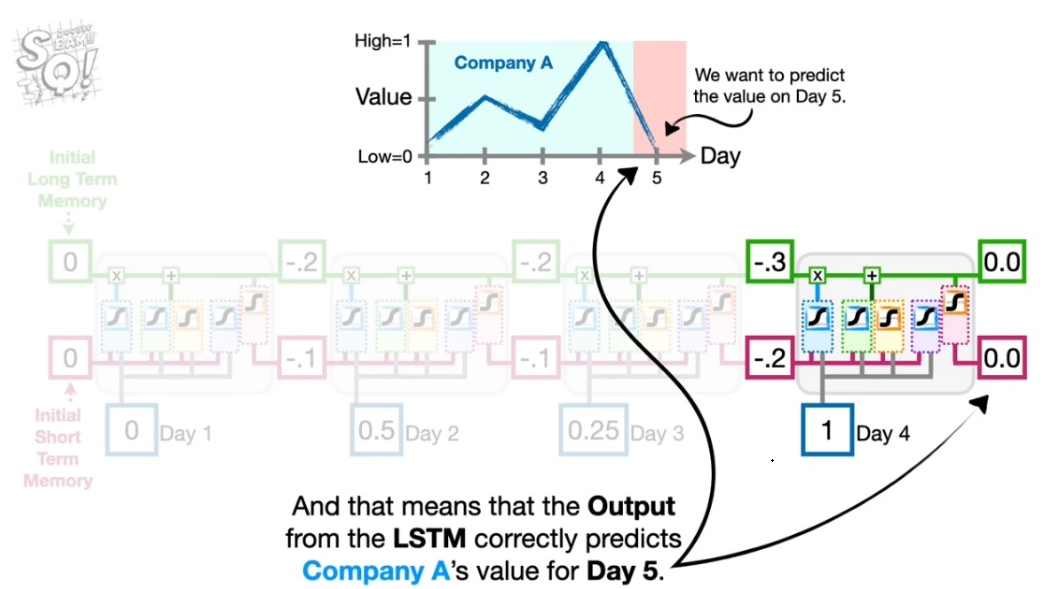 High=1
Company A
Value
We want to predict
the value on Day 5.
Low=0
Day
1 2 3 4 5
Initial
Long Term
Memory
0 -.2 -.2 -.3 0.0
x + x + x + x +
0 -.1 -.1 -.2 0.0
Initial
Short
Term
Memory
0 Day 1 0.5 Day 2 0.25 Day 3 1 Day 4
And that means that the Output
from the LSTM correctly predicts
Company A's value for Day 5.